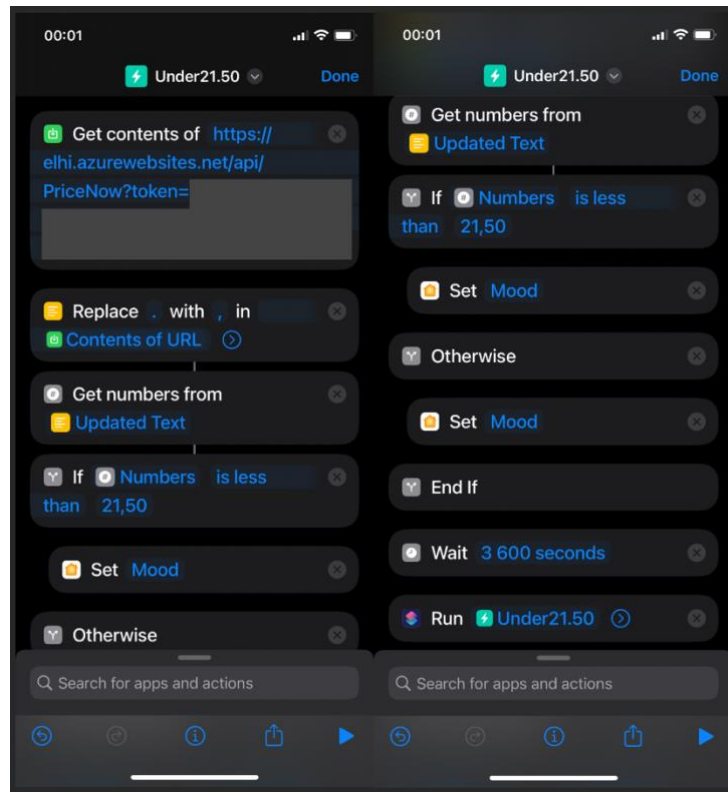 00:01
Under21.50
Done
Get contents of https://
elhi.azurewebsites.net/api/
PriceNow?token=
Replace . with , in
Contents of URL
Get numbers from
Updated Text
If Numbers is less
than 21,50
Set Mood
Otherwise
Search for apps and actions
00:01
Under21.50
Done
Get numbers from
Updated Text
If Numbers is less
than 21,50
Set Mood
Otherwise
Set Mood
End If
Wait 3 600 seconds
Run Under21.50
Search for apps and actions